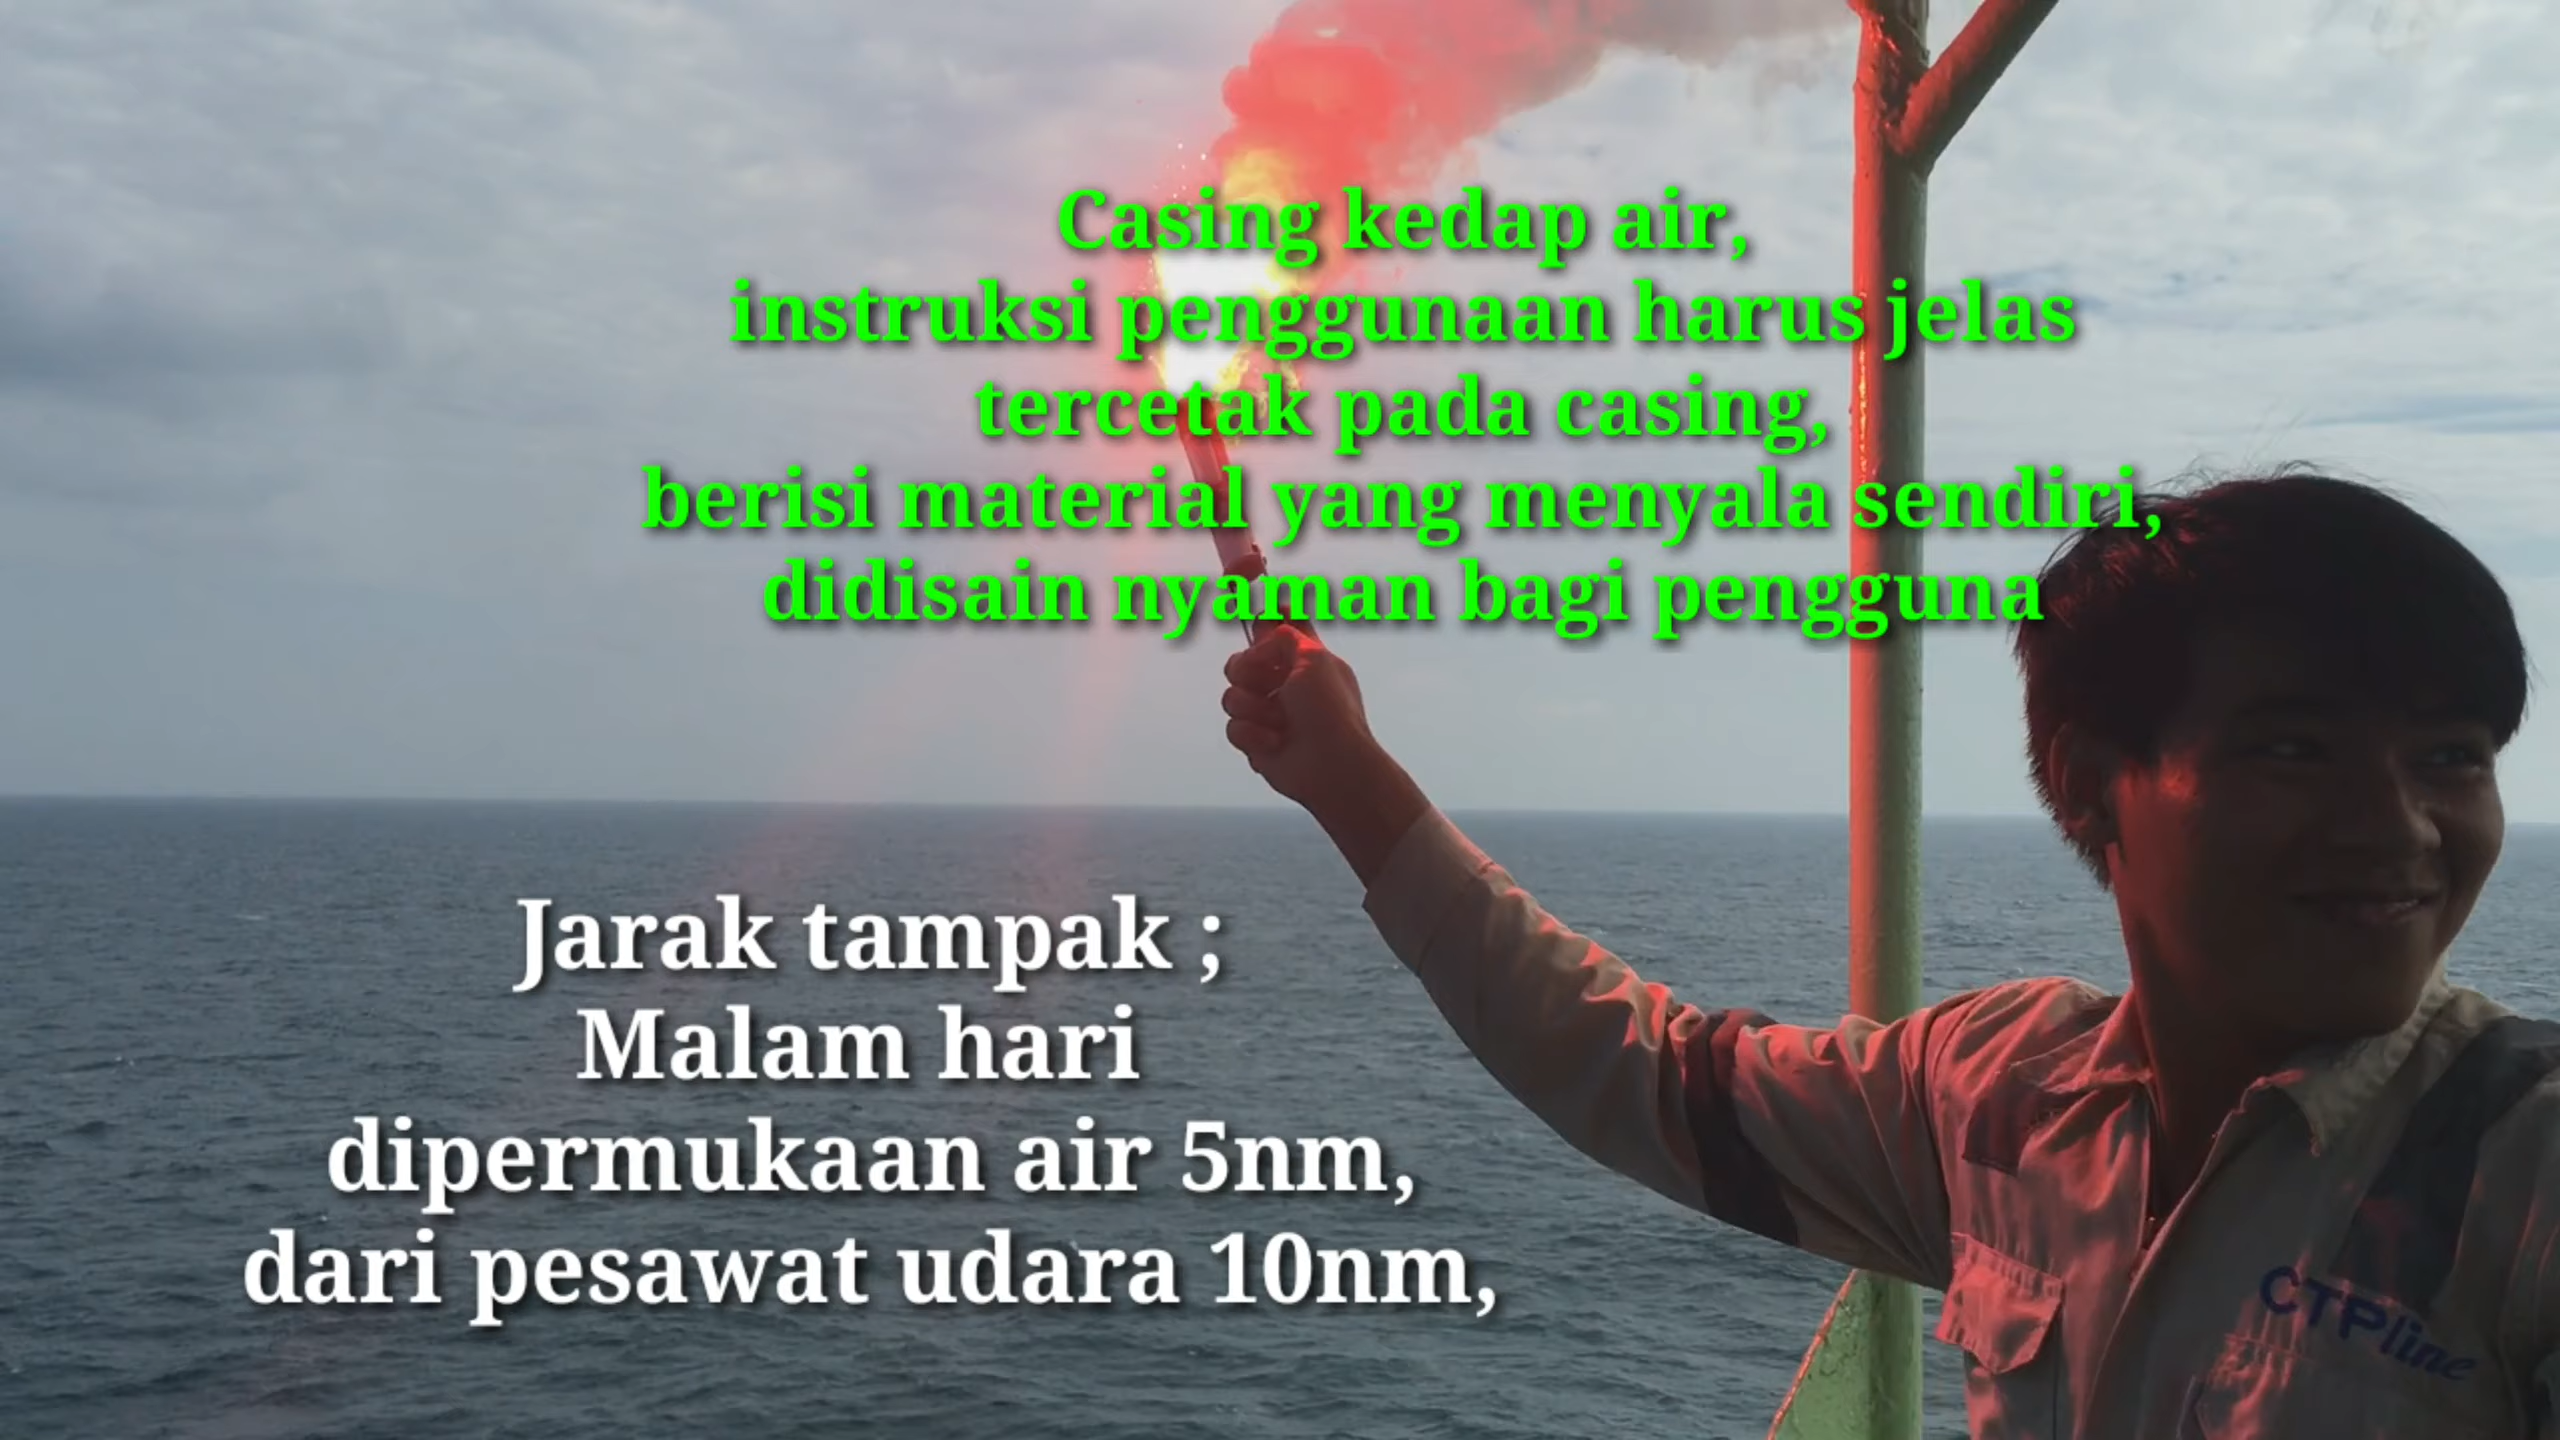 Casing kedap air,
instruksi penggunaan harus jelas
tercetak pada casing,
berisi material yang menyala sendiri,
didisain nyaman bagi pengguna
Jarak tampak ;
Malam hari
dipermukaan air 5nm,
dari pesawat udara 10nm,
CTPline